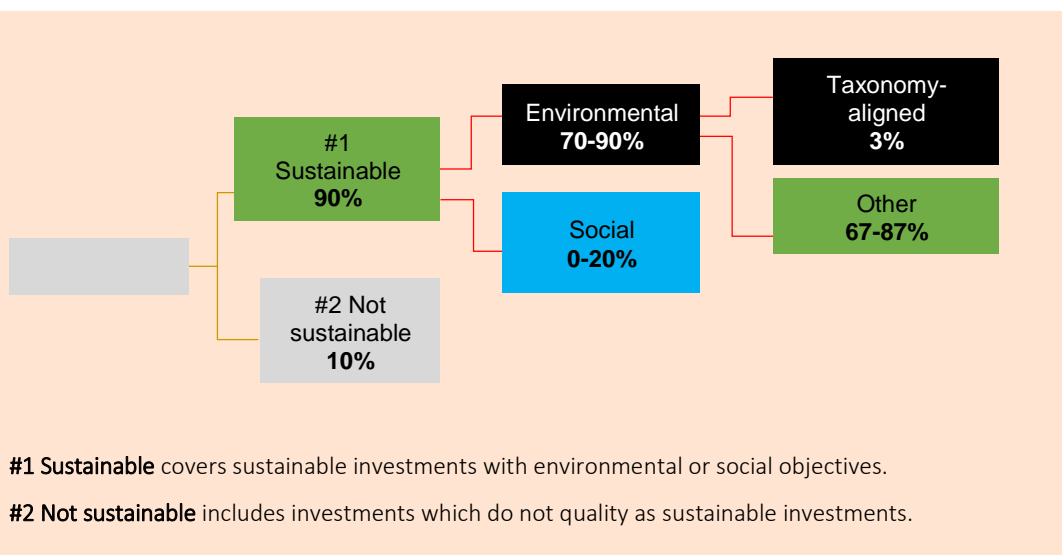 #1
Sustainable
90%
#2 Not
sustainable
10%
Environmental
70-90%
Social
0-20%
Taxonomy-
aligned
3%
Other
67-87%
#1 Sustainable covers sustainable investments with environmental or social objectives.
#2 Not sustainable includes investments which do not quality as sustainable investments.